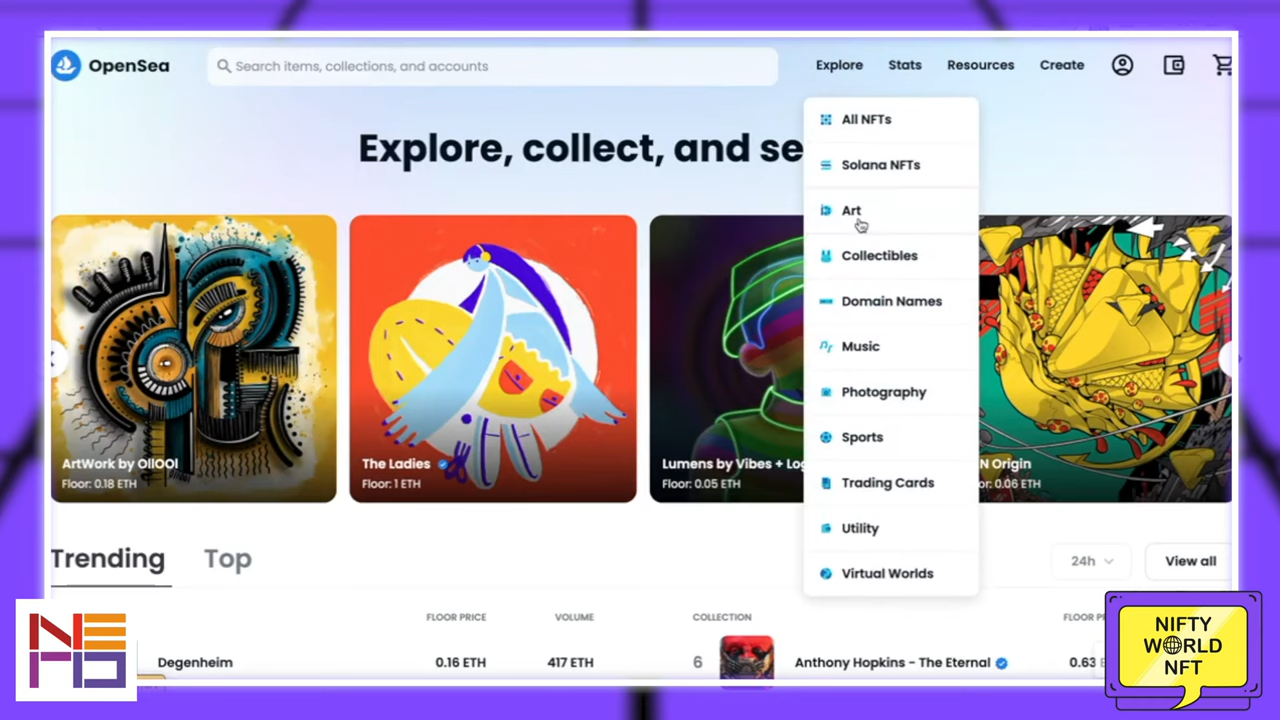 OpenSea
Search items, collections, and accounts
Explore
Stats
Resources
Create
Explore, collect, and se
All NFTs
Solana NFTs
Art
Collectibles
Domain Names
Music
Photography
Sports
Trading Cards
Utility
Virtual Worlds
ArtWork by OllOOl
Floor: 0.18 ETH
The Ladies
Floor: 1 ETH
Lumens by Vibes + Log
Floor: 0.05 ETH
N Origin
or: 0.06 ETH
Trending
Top
24h
View all
FLOOR PRICE
VOLUME
COLLECTION
FLOOR P
Degenheim
0.16 ETH
417 ETH
6
Anthony Hopkins - The Eternal
0.63 E
NIFTY
WORLD
NFT